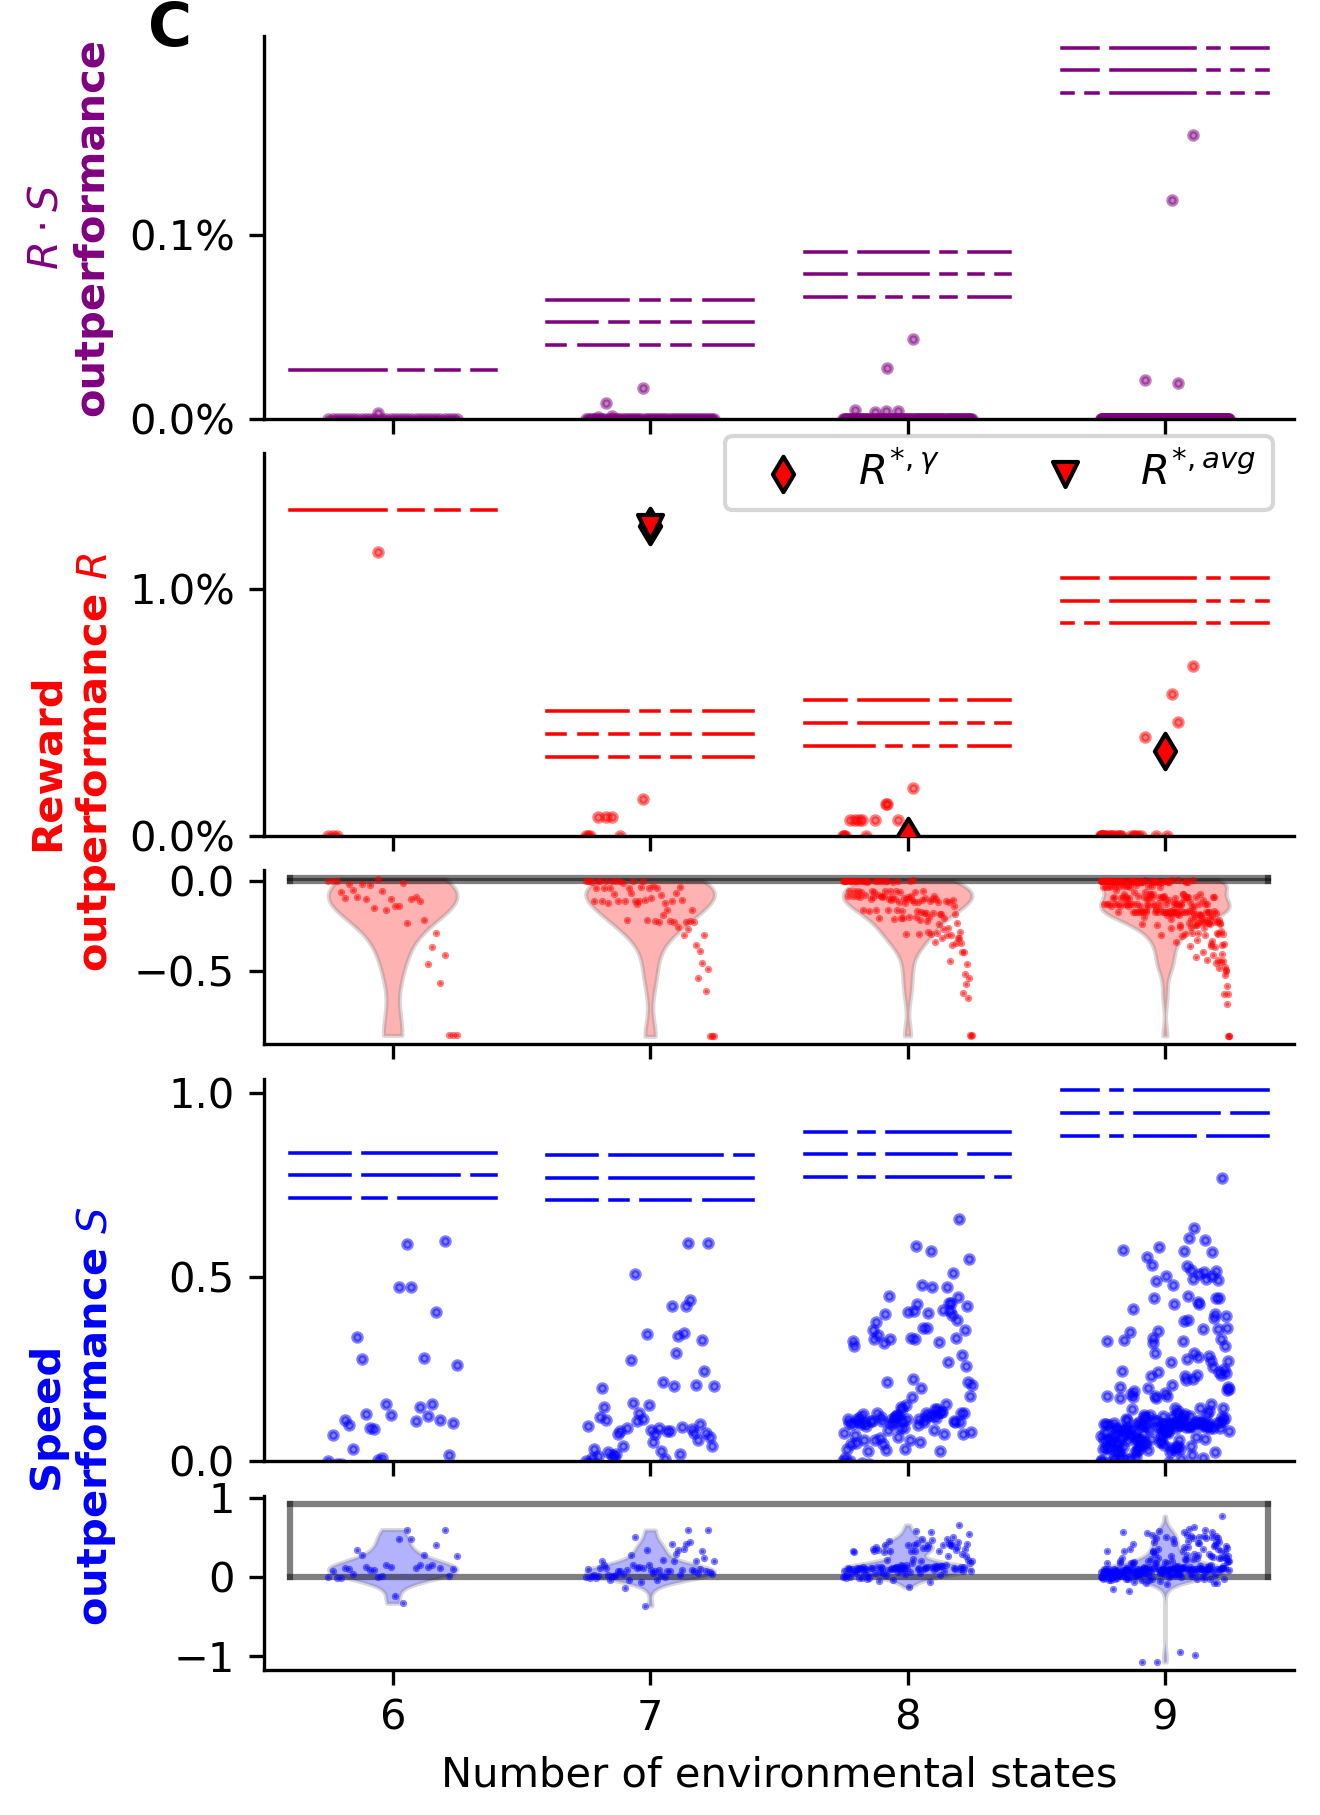 C
R · S
outperformance
0.1%
0.0%
R*,γ
R*,avg
Reward
outperformance R
1.0%
0.0%
0.0
−0.5
Speed
outperformance S
1.0
0.5
0.0
1
0
−1
6 7 8 9
Number of environmental states